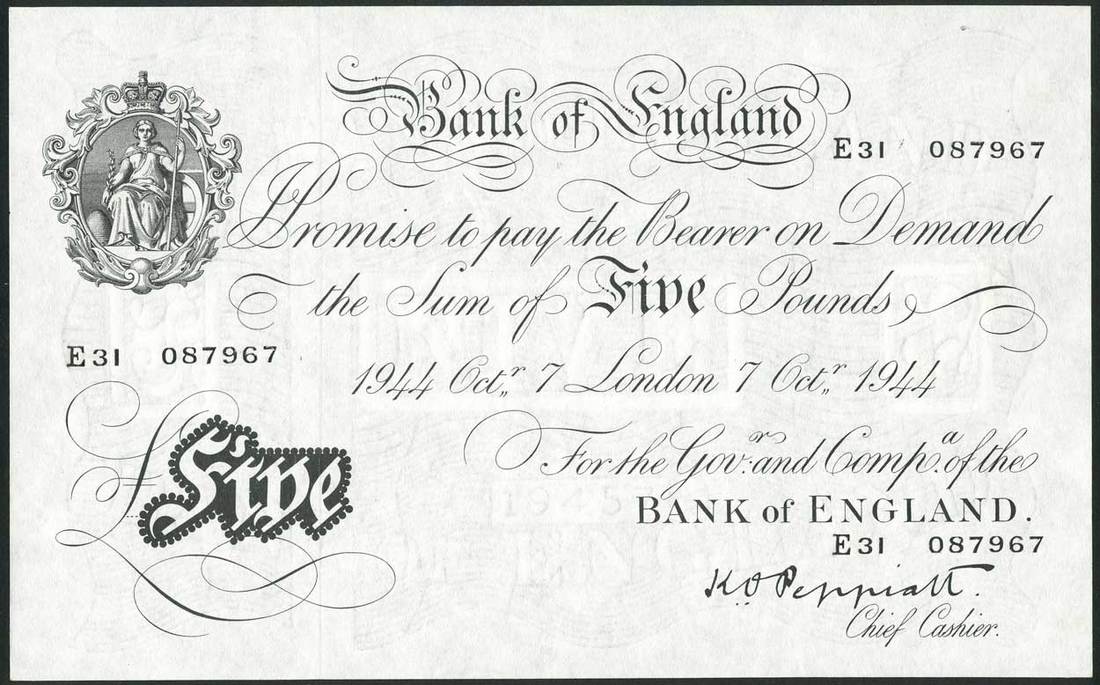 Bank of England
E31 087967
I Promise to pay the Bearer on Demand
the Sum of Five Pounds
E31 087967
1944 Octr. 7 London 7 Octr. 1944
£Five
For the Govr. and Compa. of the
BANK of ENGLAND.
E31 087967
K.O Peppiatt.
Chief Cashier.